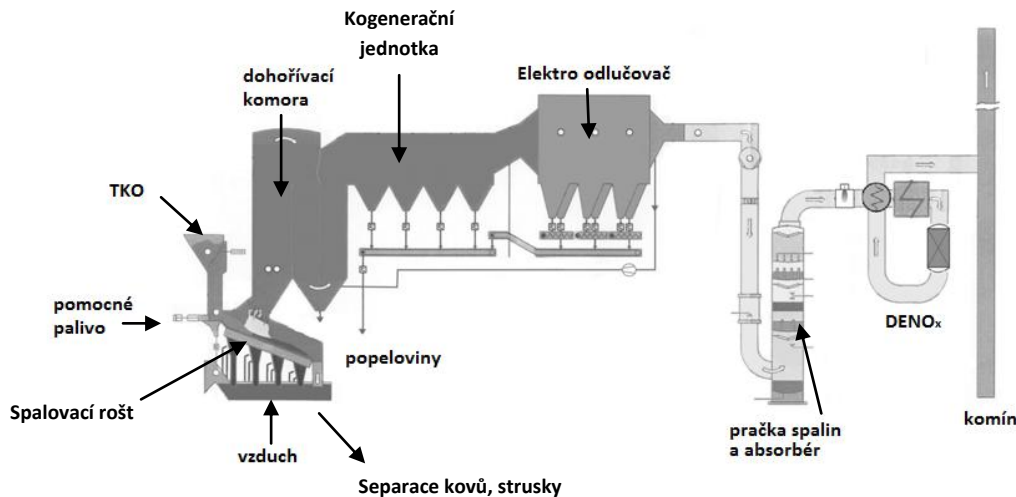 Kogenerační
jednotka
dohořívací
komora
Elektro odlučovač
TKO
pomocné
palivo
popeloviny
DENOx
Spalovací rošt
vzduch
pračka spalin
a absorbér
komín
Separace kovů, strusky